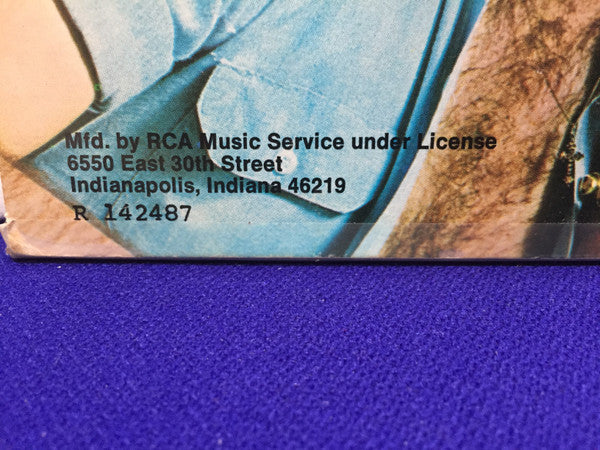 Mfd. by RCA Music Service under License
6550 East 30th Street
Indianapolis, Indiana 46219
R 142487